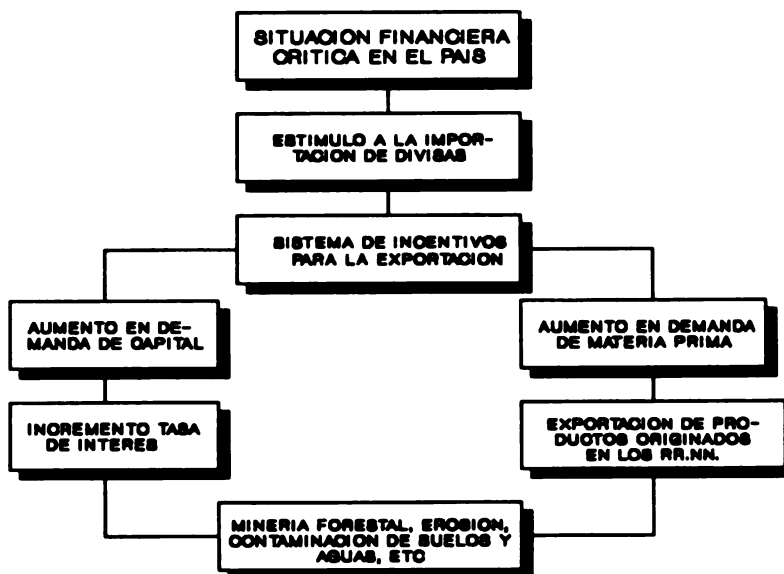 SITUACION FINANCIERA
CRITICA EN EL PAIS
ESTIMULO A LA IMPOR-
TACION DE DIVISAS
SISTEMA DE INCENTIVOS
PARA LA EXPORTACION
AUMENTO EN DE-
MANDA DE CAPITAL
AUMENTO EN DEMANDA
DE MATERIA PRIMA
INCREMENTO TASA
DE INTERES
EXPORTACION DE PRO-
DUCTOS ORIGINADOS
EN LOS RR.NN.
MINERIA FORESTAL, EROSION,
CONTAMINACION DE SUELOS Y
AGUAS, ETC